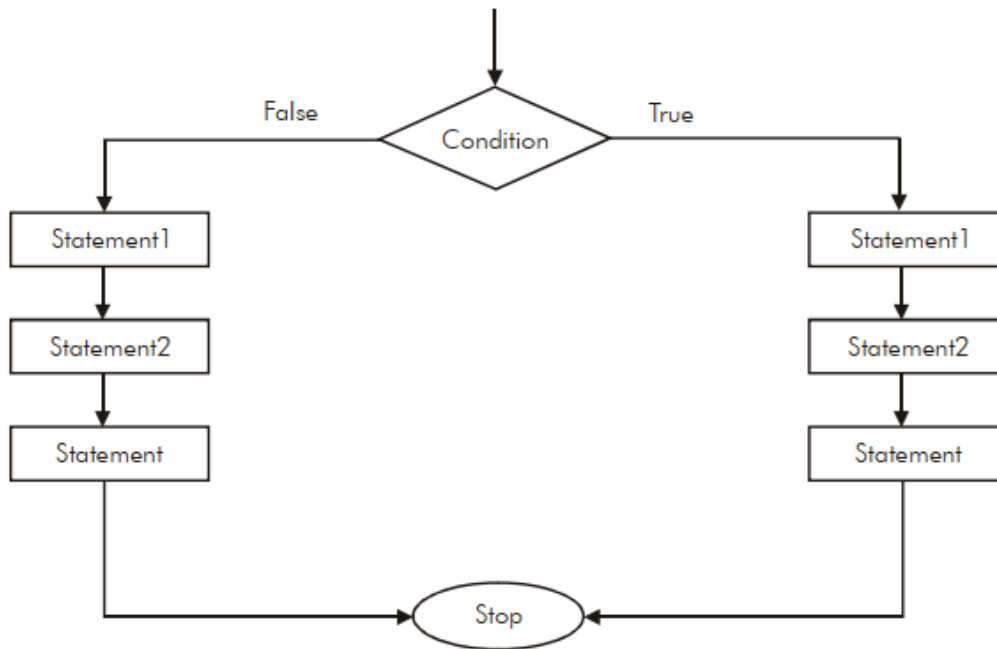 False
True
Condition
Statement1
Statement1
Statement2
Statement2
Statement
Statement
Stop